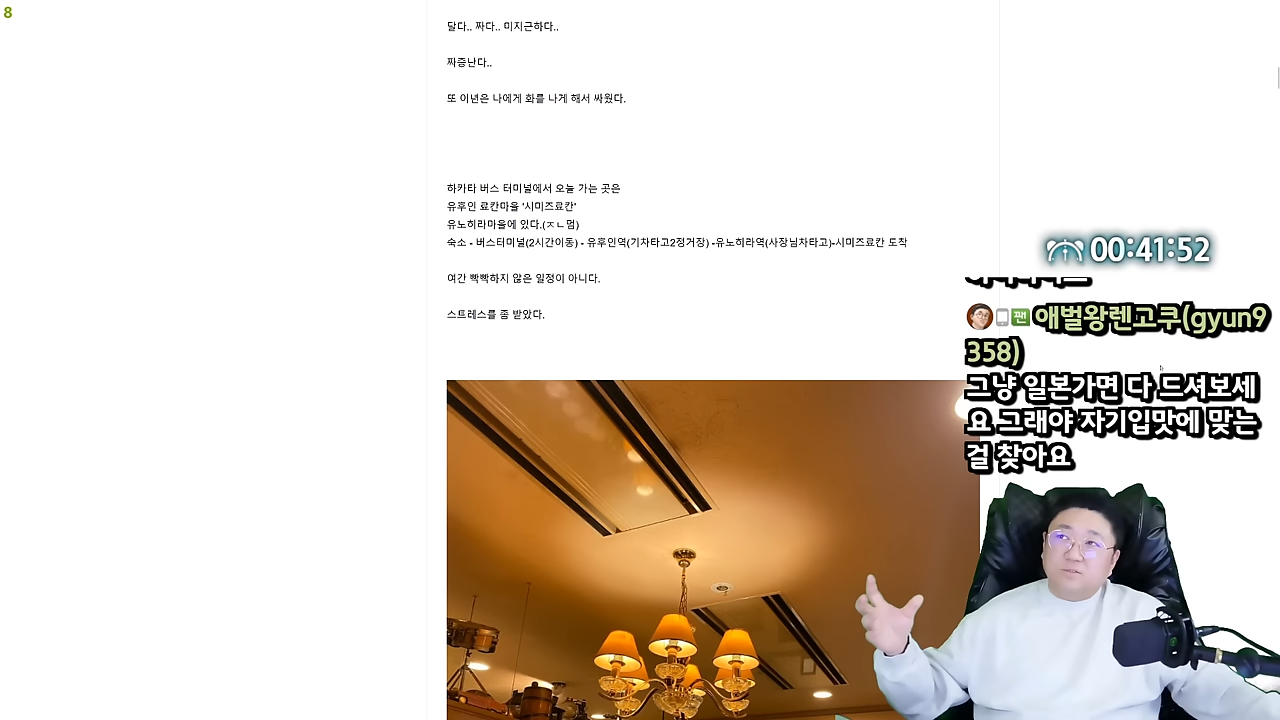 8
달다.. 짜다.. 미지근하다..
짜증난다..
또 이년은 나에게 화를 나게 해서 싸웠다.
하카타 버스 터미널에서 오늘 가는 곳은
유후인 료칸마을 '시미즈료칸'
유노히라마을에 있다.(ㅈㄴ멈)
숙소 - 버스터미널(2시간이동) - 유후인역(기차타고2정거장) -유노히라역(사장님차타고)-시미즈료칸 도착
여간 빡빡하지 않은 일정이 아니다.
스트레스를 좀 받았다.
00:41:52
팬 애벌왕렌고쿠(gyun9
358)
그냥 일본가면 다 드셔보세
요 그래야 자기입맛에 맞는
걸 찾아요